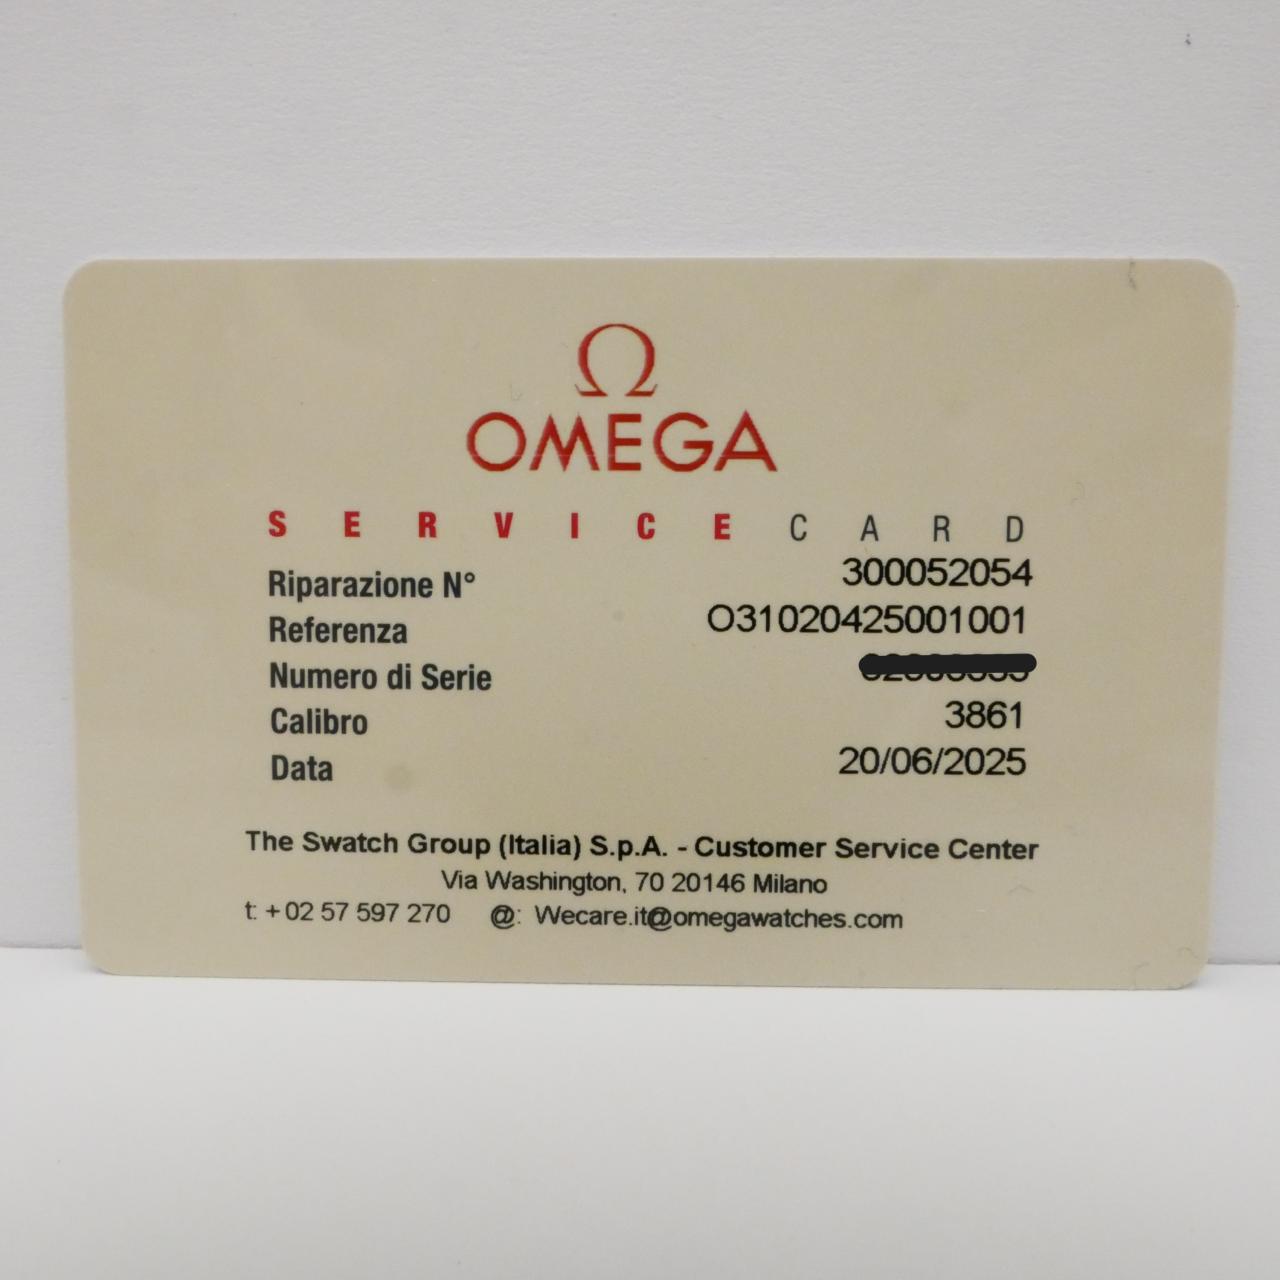 Ω
OMEGA
SERVICECARD
Riparazione N° 300052054
Referenza O31020425001001
Numero di Serie
Calibro 3861
Data 20/06/2025
The Swatch Group (Italia) S.p.A. - Customer Service Center
Via Washington, 70 20146 Milano
t: +02 57 597 270 @: Wecare.it@omegawatches.com